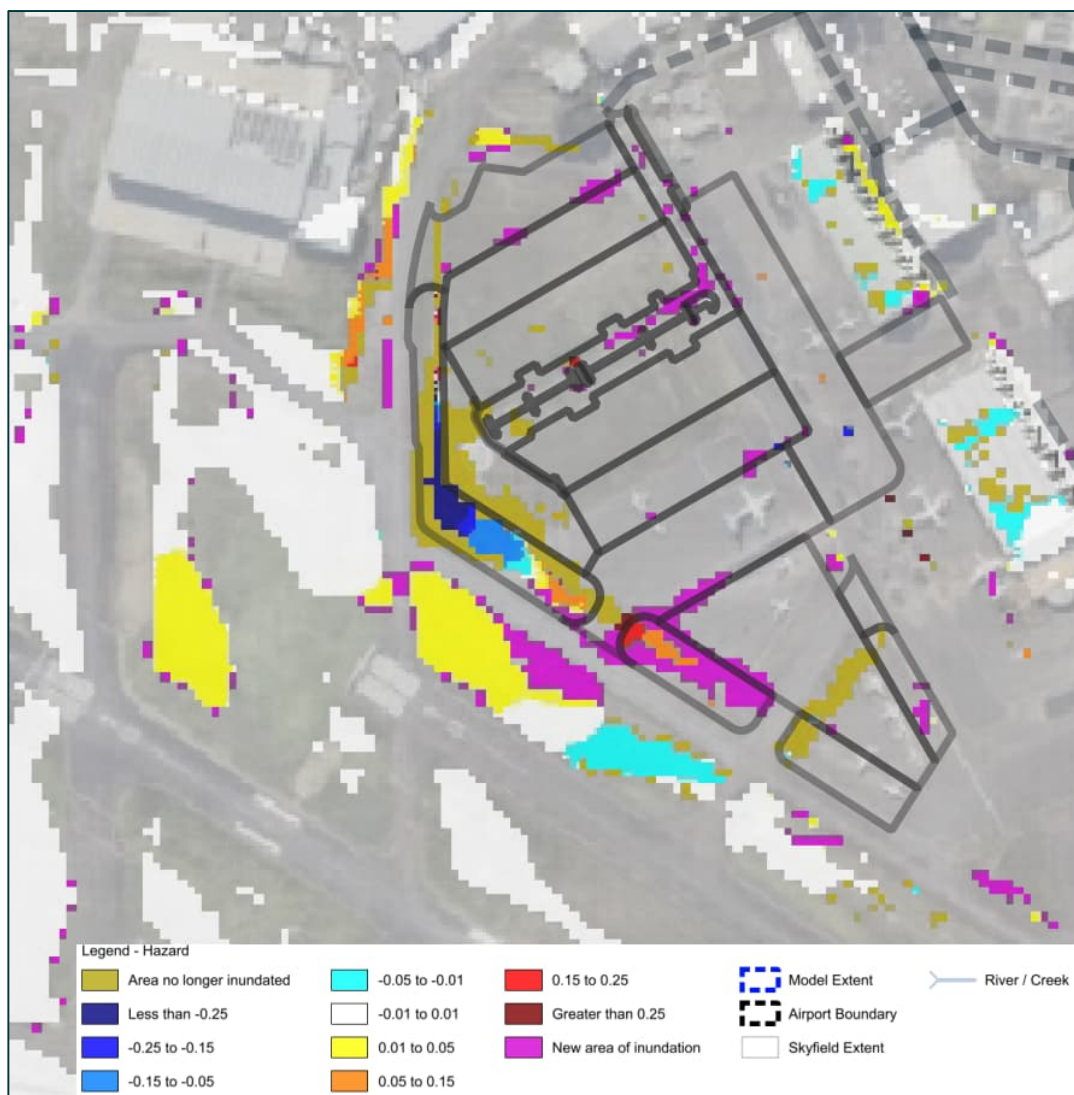 Legend - Hazard
Area no longer inundated
Less than -0.25
-0.25 to -0.15
-0.15 to -0.05
-0.05 to -0.01
-0.01 to 0.01
0.01 to 0.05
0.05 to 0.15
0.15 to 0.25
Greater than 0.25
New area of inundation
Model Extent
Airport Boundary
Skyfield Extent
River / Creek